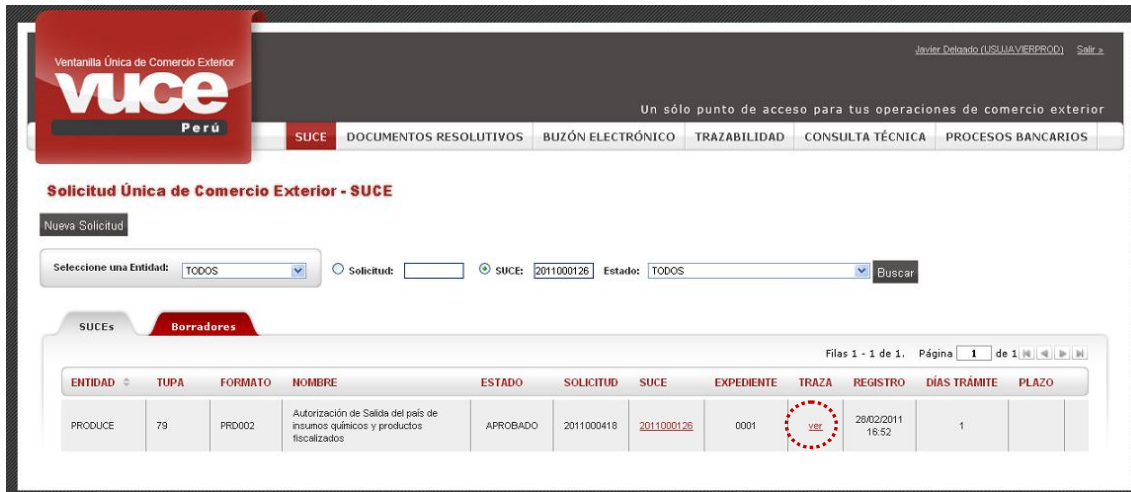 Javier Delgado (USUJAVIERPROD) Salir »
Ventanilla Única de Comercio Exterior
vuce
Perú
Un sólo punto de acceso para tus operaciones de comercio exterior
SUCE DOCUMENTOS RESOLUTIVOS BUZÓN ELECTRÓNICO TRAZABILIDAD CONSULTA TÉCNICA PROCESOS BANCARIOS
Solicitud Única de Comercio Exterior - SUCE
Nueva Solicitud
Seleccione una Entidad: TODOS Solicitud: SUCE: 2011000126 Estado: TODOS Buscar
SUCEs Borradores
Filas 1 - 1 de 1. Página 1 de 1
ENTIDAD TUPA FORMATO NOMBRE ESTADO SOLICITUD SUCE EXPEDIENTE TRAZA REGISTRO DÍAS TRÁMITE PLAZO
PRODUCE 79 PRD002 Autorización de Salida del país de insumos químicos y productos fiscalizados APROBADO 2011000418 2011000126 0001 ver 28/02/2011 16:52 1